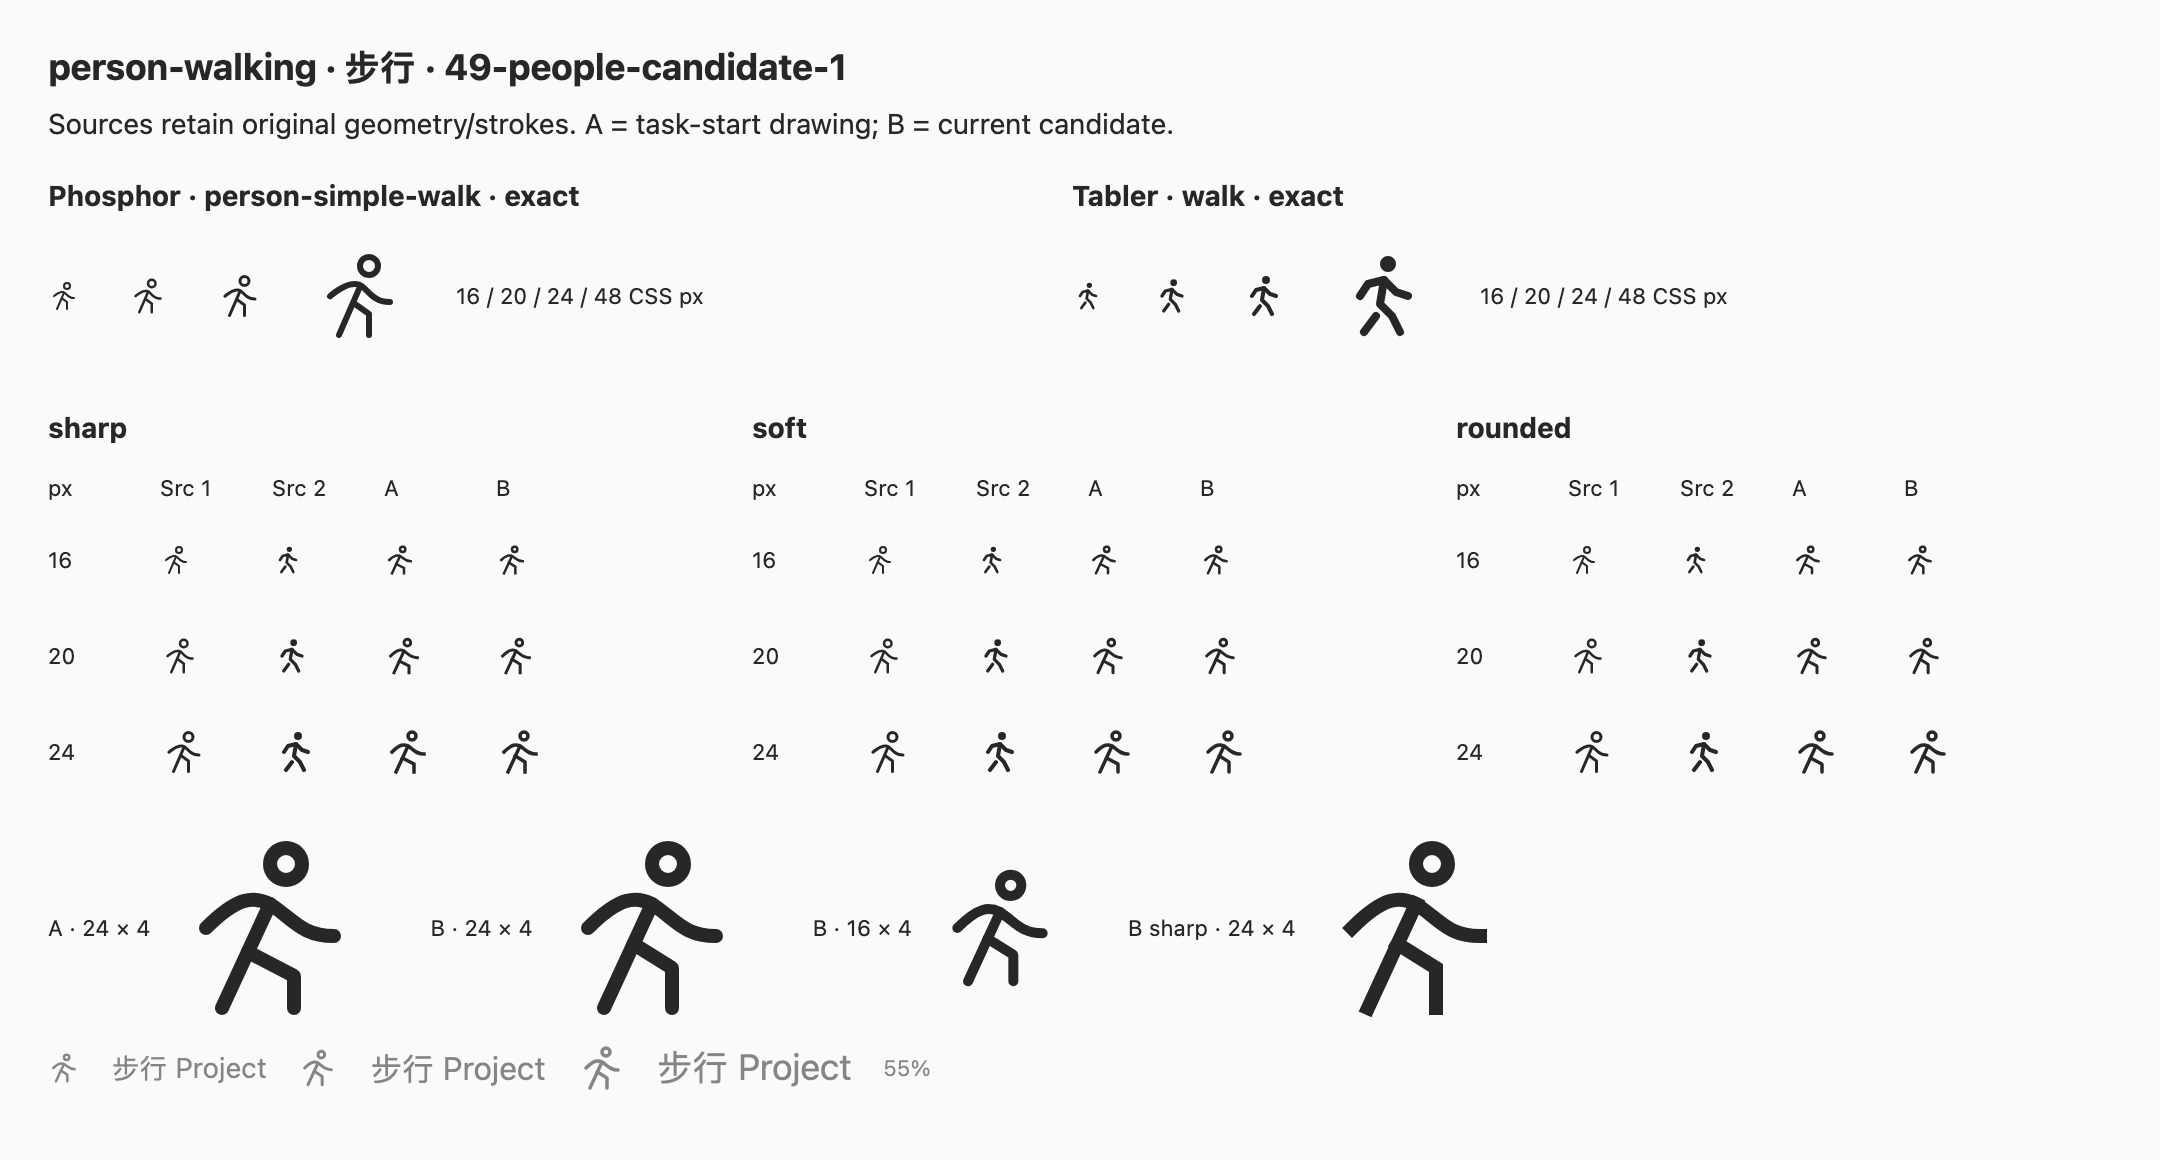 person-walking · 步行 · 49-people-candidate-1
Sources retain original geometry/strokes. A = task-start drawing; B = current candidate.
Phosphor · person-simple-walk · exact
16 / 20 / 24 / 48 CSS px
Tabler · walk · exact
16 / 20 / 24 / 48 CSS px
sharp
px Src 1 Src 2 A B
16
20
24
soft
px Src 1 Src 2 A B
16
20
24
rounded
px Src 1 Src 2 A B
16
20
24
A · 24 × 4
B · 24 × 4
B · 16 × 4
B sharp · 24 × 4
步行 Project 步行 Project 步行 Project 55%